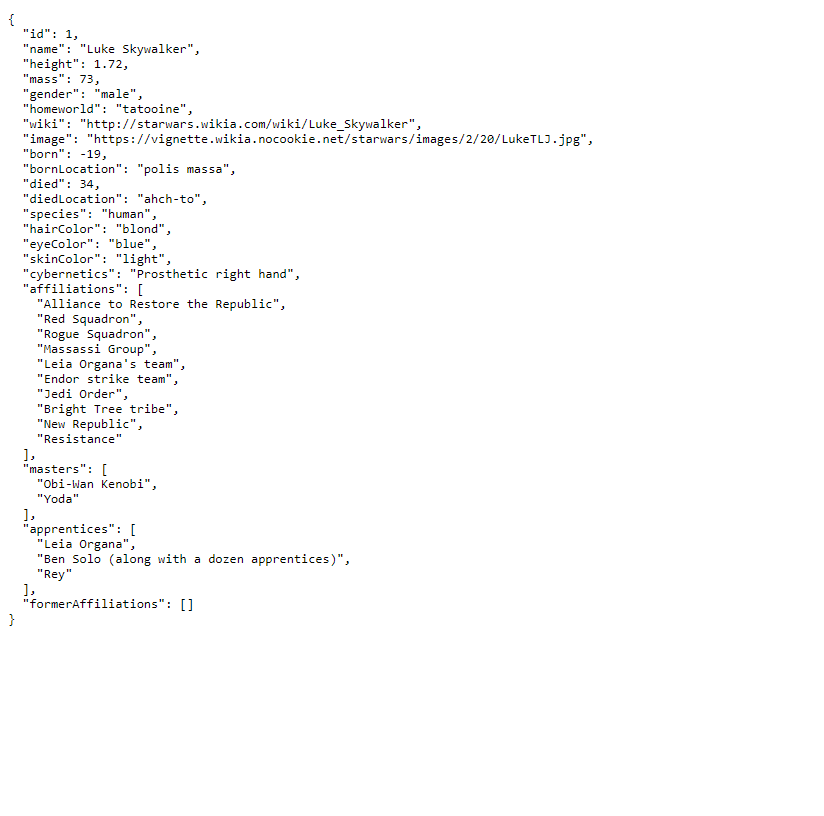 {
  "id": 1,
  "name": "Luke Skywalker",
  "height": 1.72,
  "mass": 73,
  "gender": "male",
  "homeworld": "tatooine",
  "wiki": "http://starwars.wikia.com/wiki/Luke_Skywalker",
  "image": "https://vignette.wikia.nocookie.net/starwars/images/2/20/LukeTLJ.jpg",
  "born": -19,
  "bornLocation": "polis massa",
  "died": 34,
  "diedLocation": "ahch-to",
  "species": "human",
  "hairColor": "blond",
  "eyeColor": "blue",
  "skinColor": "light",
  "cybernetics": "Prosthetic right hand",
  "affiliations": [
    "Alliance to Restore the Republic",
    "Red Squadron",
    "Rogue Squadron",
    "Massassi Group",
    "Leia Organa's team",
    "Endor strike team",
    "Jedi Order",
    "Bright Tree tribe",
    "New Republic",
    "Resistance"
  ],
  "masters": [
    "Obi-Wan Kenobi",
    "Yoda"
  ],
  "apprentices": [
    "Leia Organa",
    "Ben Solo (along with a dozen apprentices)",
    "Rey"
  ],
  "formerAffiliations": []
}